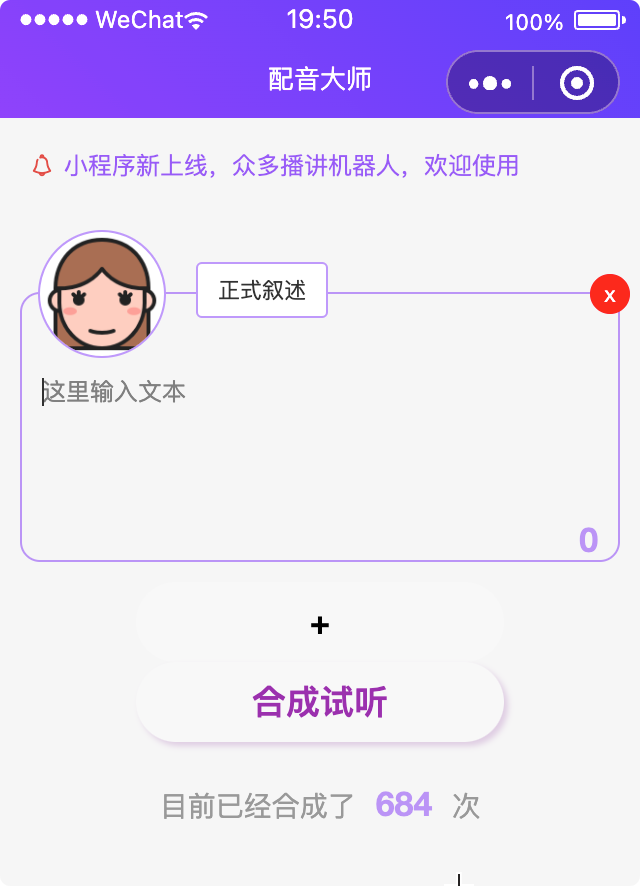 ●●●●● WeChat 19:50 100%
配音大师
小程序新上线，众多播讲机器人，欢迎使用
正式叙述
x
这里输入文本
0
+
合成试听
目前已经合成了 684 次